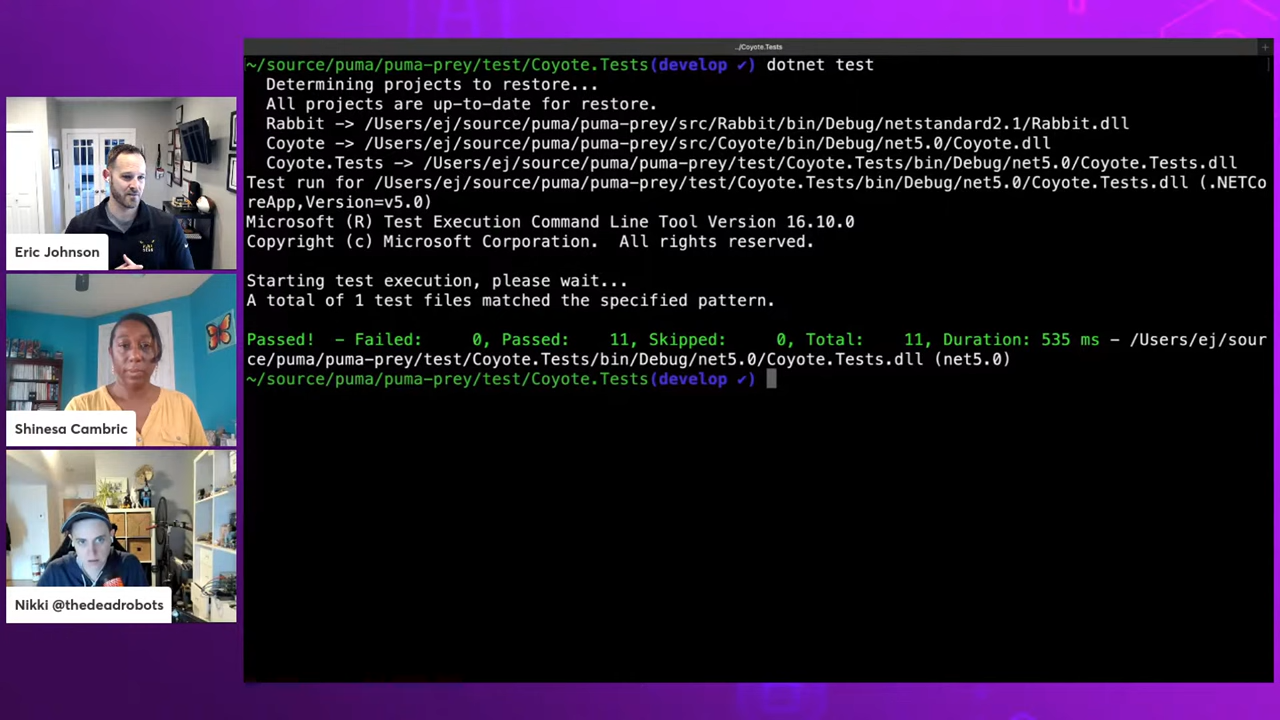 ../Coyote.Tests
~/source/puma/puma-prey/test/Coyote.Tests(develop ✔) dotnet test
Determining projects to restore...
All projects are up-to-date for restore.
Rabbit -> /Users/ej/source/puma/puma-prey/src/Rabbit/bin/Debug/netstandard2.1/Rabbit.dll
Coyote -> /Users/ej/source/puma/puma-prey/src/Coyote/bin/Debug/net5.0/Coyote.dll
Coyote.Tests -> /Users/ej/source/puma/puma-prey/test/Coyote.Tests/bin/Debug/net5.0/Coyote.Tests.dll
Test run for /Users/ej/source/puma/puma-prey/test/Coyote.Tests/bin/Debug/net5.0/Coyote.Tests.dll (.NETCo
reApp,Version=v5.0)
Microsoft (R) Test Execution Command Line Tool Version 16.10.0
Copyright (c) Microsoft Corporation.  All rights reserved.
Starting test execution, please wait...
A total of 1 test files matched the specified pattern.
Passed!  - Failed:     0, Passed:    11, Skipped:     0, Total:    11, Duration: 535 ms - /Users/ej/sour
ce/puma/puma-prey/test/Coyote.Tests/bin/Debug/net5.0/Coyote.Tests.dll (net5.0)
~/source/puma/puma-prey/test/Coyote.Tests(develop ✔)
Eric Johnson
Shinesa Cambric
Nikki @thedeadrobots